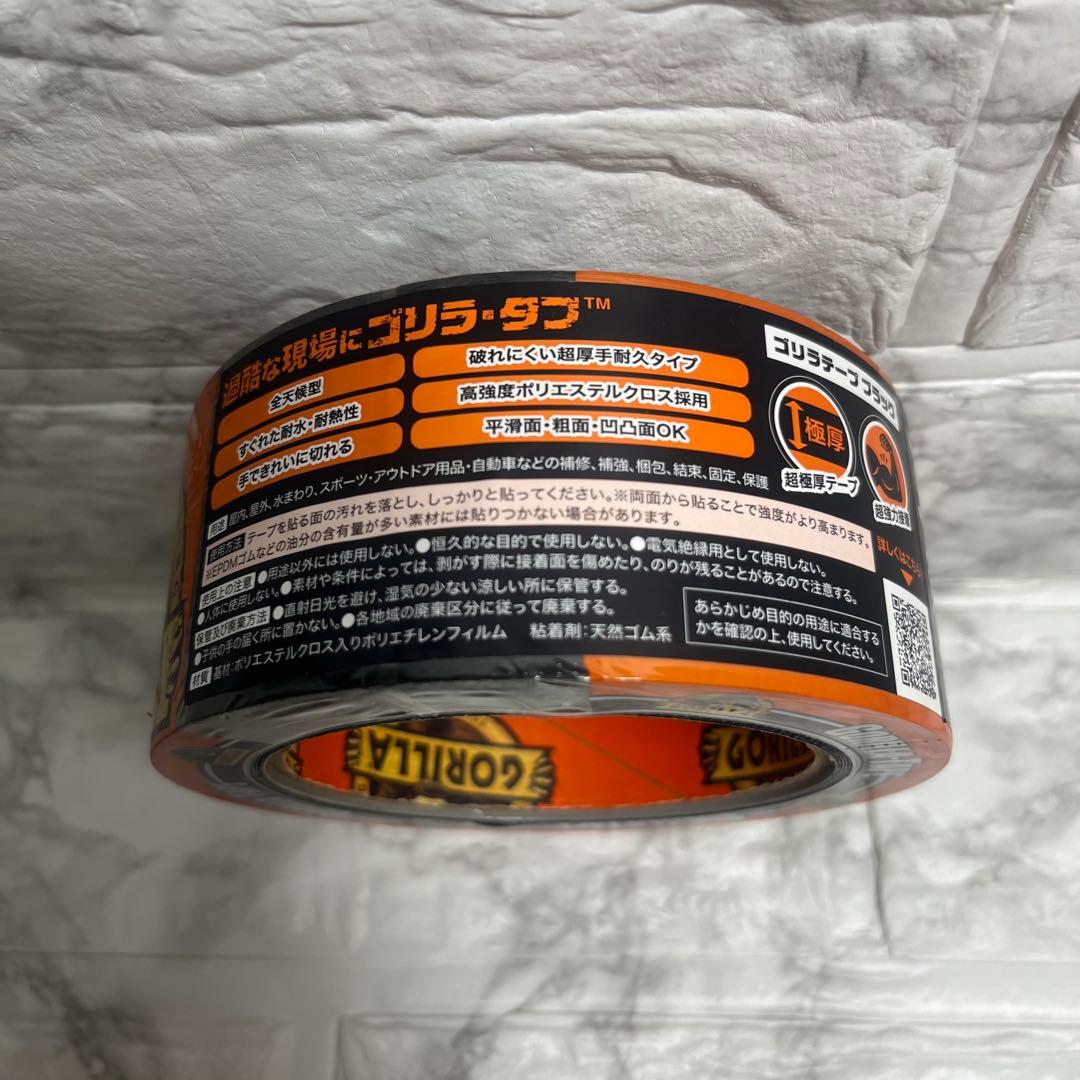 過酷な現場にゴリラ・タフ™
全天候型
すぐれた耐水・耐熱性
手できれいに切れる
破れにくい超厚手耐久タイプ
高強度ポリエステルクロス採用
平滑面・粗面・凹凸面OK
ゴリラテープ ブラック
極厚
超極厚テープ
超強力接着
詳しくはこちら
用途 屋内、屋外、水まわり、スポーツ・アウトドア用品・自動車などの補修、補強、梱包、結束、固定、保護
使用方法 テープを貼る面の汚れを落とし、しっかりと貼ってください。※両面から貼ることで強度がより高まります。
※EPDMゴムなどの油分の含有量が多い素材には貼りつかない場合があります。
使用上の注意 ●用途以外には使用しない。●恒久的な目的で使用しない。●電気絶縁用として使用しない。
●人体に使用しない。●素材や条件によっては、剥がす際に接着面を傷めたり、のりが残ることがあるので注意する。
保管及び廃棄方法 ●直射日光を避け、湿気の少ない涼しい所に保管する。
●子供の手の届く所に置かない。●各地域の廃棄区分に従って廃棄する。
材質 基材:ポリエステルクロス入りポリエチレンフィルム 粘着剤:天然ゴム系
あらかじめ目的の用途に適合する
かを確認の上、使用してください。
GORILLA
GORILLA